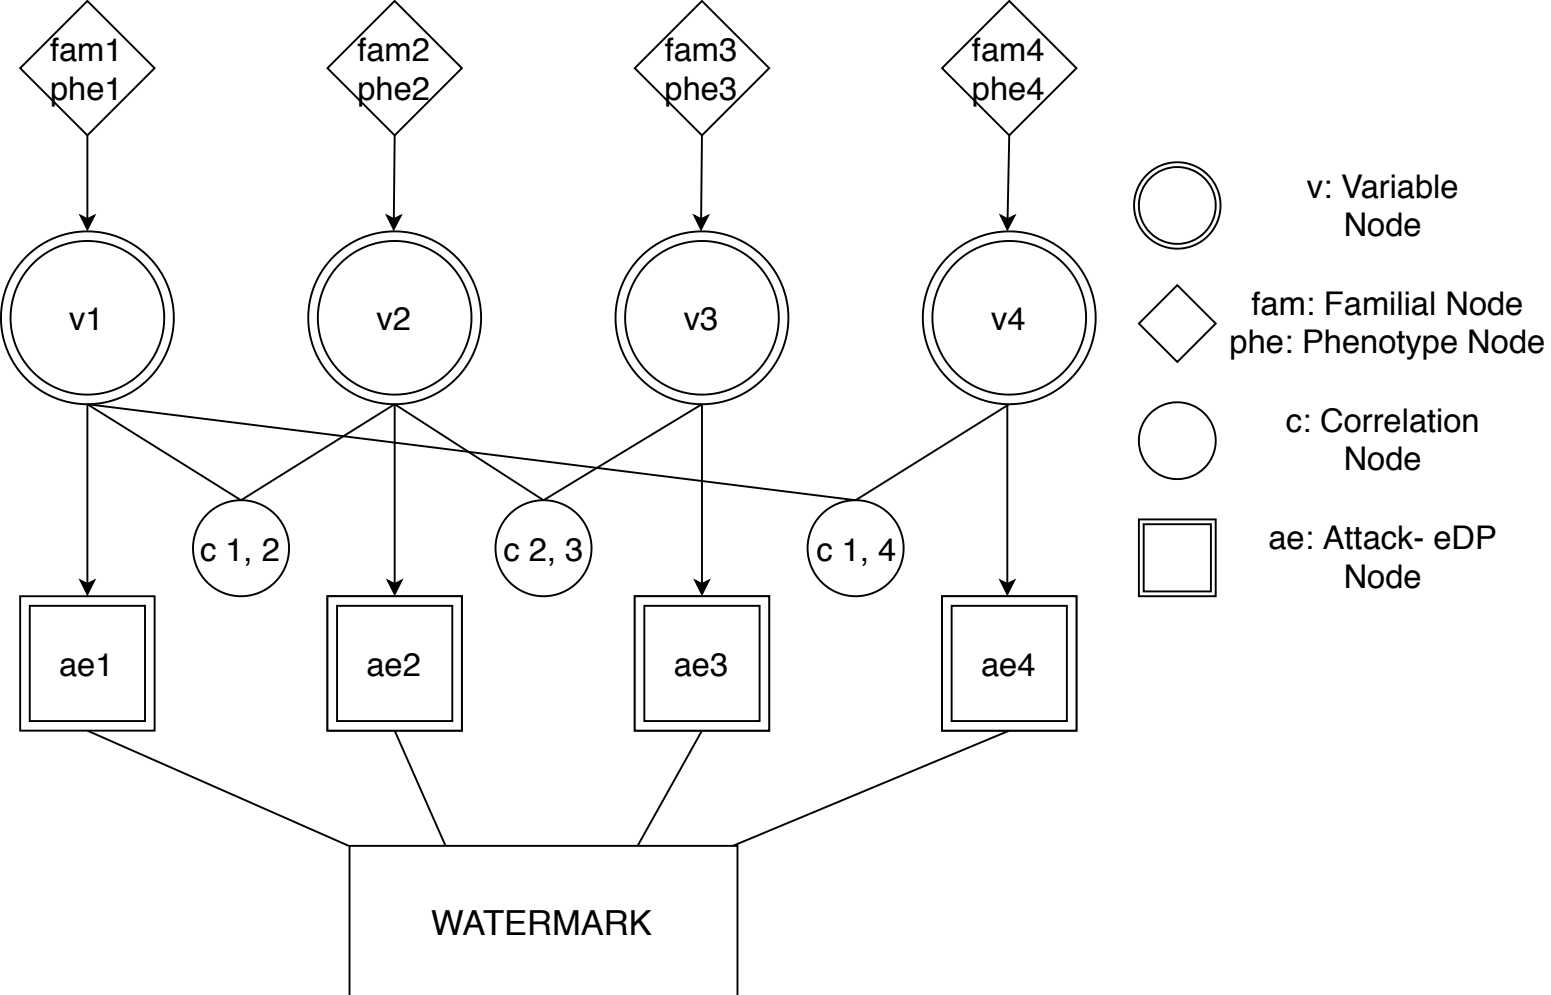 fam1
phe1
fam2
phe2
fam3
phe3
fam4
phe4
v1
v2
v3
v4
c 1, 2
c 2, 3
c 1, 4
ae1
ae2
ae3
ae4
WATERMARK
v: Variable
Node
fam: Familial Node
phe: Phenotype Node
c: Correlation
Node
ae: Attack- eDP
Node